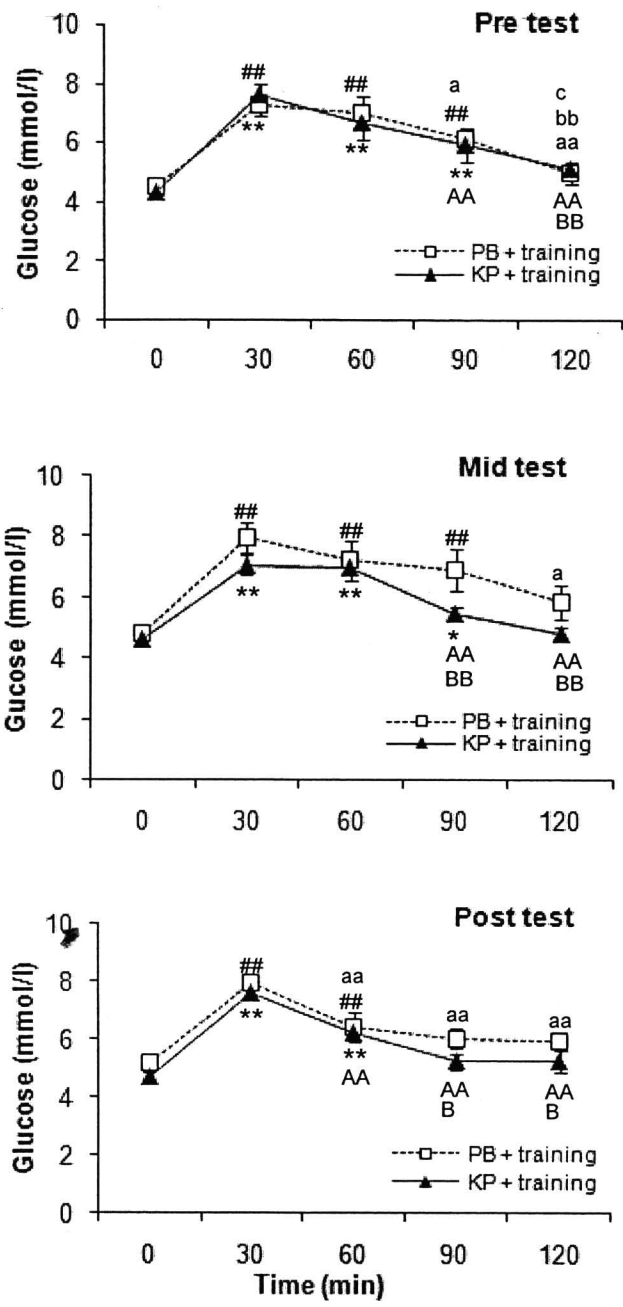 Pre test
10
8
6
4
2
0
Glucose (mmol/l)
## ## a ## c bb aa
** ** ** AA AA BB
PB + training
KP + training
0 30 60 90 120
Mid test
10
8
6
4
2
0
Gucose (mmol/l)
## ## ## a
** ** * AA BB AA BB
PB + training
KP + training
0 30 60 90 120
Post test
10
8
6
4
2
0
Glucose (mmol/l)
## aa ## aa aa
** ** AA AA B AA B
PB + training
KP + training
0 30 60 90 120
Time (min)